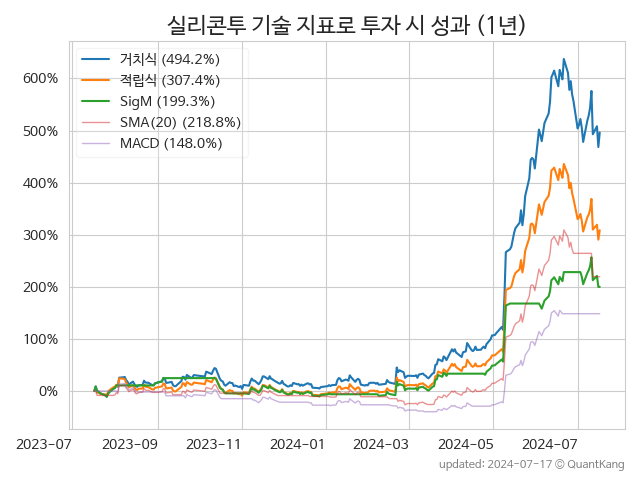 실리콘투 기술 지표로 투자 시 성과 (1년)
거치식 (494.2%)
적립식 (307.4%)
SigM (199.3%)
SMA(20) (218.8%)
MACD (148.0%)
600%
500%
400%
300%
200%
100%
0%
2023-07 2023-09 2023-11 2024-01 2024-03 2024-05 2024-07
updated: 2024-07-17 © QuantKang